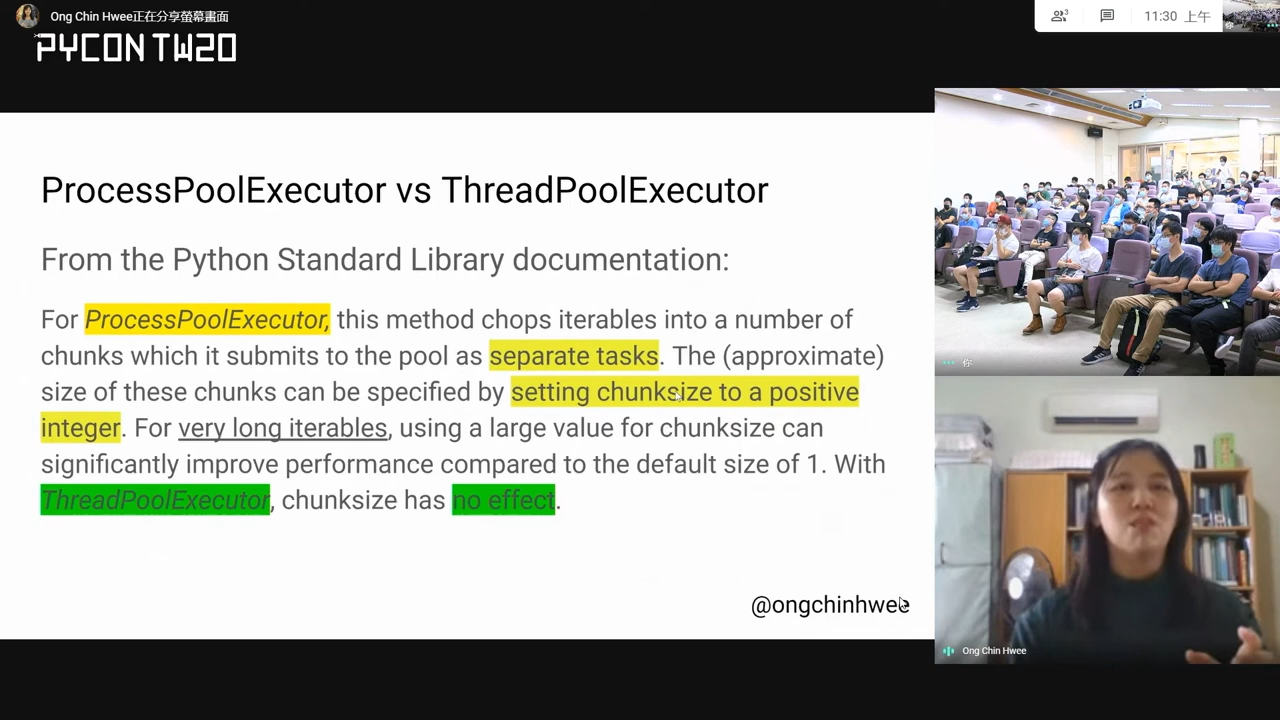 Ong Chin Hwee正在分享螢幕畫面
PYCON TW20
3
11:30 上午
你
ProcessPoolExecutor vs ThreadPoolExecutor
From the Python Standard Library documentation:
For ProcessPoolExecutor, this method chops iterables into a number of
chunks which it submits to the pool as separate tasks. The (approximate)
size of these chunks can be specified by setting chunksize to a positive
integer. For very long iterables, using a large value for chunksize can
significantly improve performance compared to the default size of 1. With
ThreadPoolExecutor, chunksize has no effect.
@ongchinhwee
你
Ong Chin Hwee